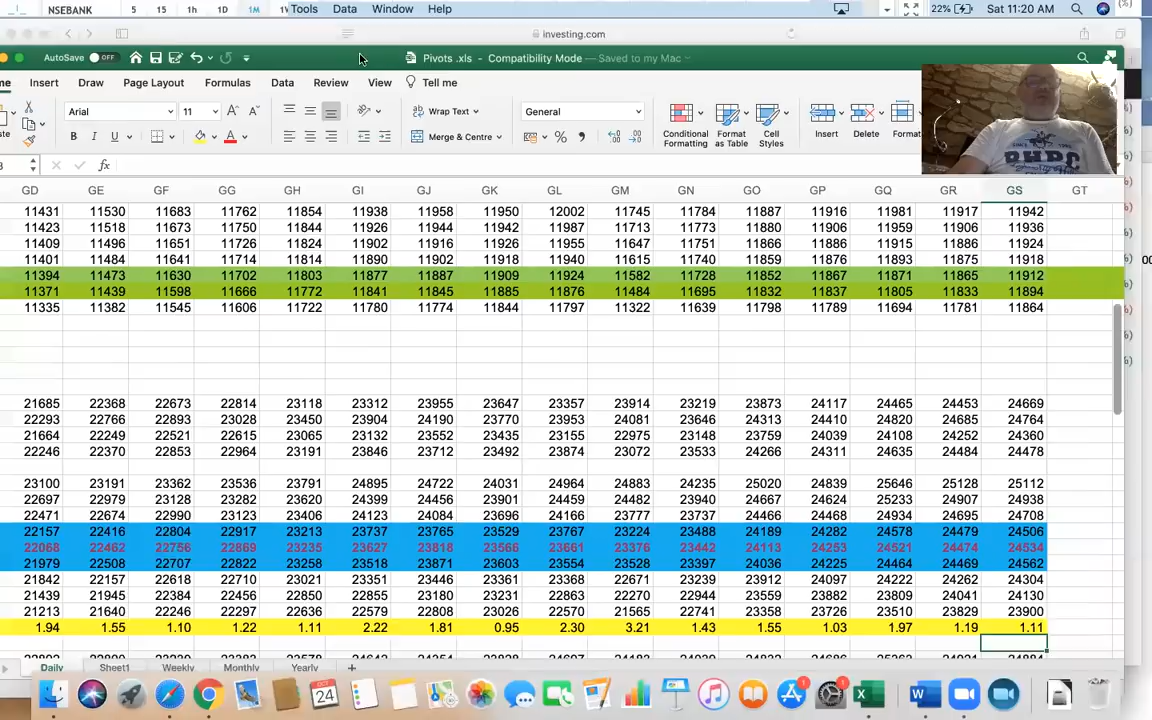 NSEBANK 5 15 1h 1D 1M Tools Data Window Help 22% Sat 11:20 AM
investing.com
AutoSave OFF Pivots .xls - Compatibility Mode — Saved to my Mac
Insert Draw Page Layout Formulas Data Review View Tell me
Arial 11 Wrap Text General
B I U Merge & Centre % Conditional Formatting Format as Table Cell Styles Insert Delete Format
fx
GD GE GF GG GH GI GJ GK GL GM GN GO GP GQ GR GS GT
11431 11530 11683 11762 11854 11938 11958 11950 12002 11745 11784 11887 11916 11981 11917 11942
11423 11518 11673 11750 11844 11926 11944 11942 11987 11713 11773 11880 11906 11959 11906 11936
11409 11496 11651 11726 11824 11902 11916 11926 11955 11647 11751 11866 11886 11915 11886 11924
11401 11484 11641 11714 11814 11890 11902 11918 11940 11615 11740 11859 11876 11893 11875 11918
11394 11473 11630 11702 11803 11877 11887 11909 11924 11582 11728 11852 11867 11871 11865 11912
11371 11439 11598 11666 11772 11841 11845 11885 11876 11484 11695 11832 11837 11805 11833 11894
11335 11382 11545 11606 11722 11780 11774 11844 11797 11322 11639 11798 11789 11694 11781 11864
21685 22368 22673 22814 23118 23312 23955 23647 23357 23914 23219 23873 24117 24465 24453 24669
22293 22766 22893 23028 23450 23904 24190 23770 23953 24081 23646 24313 24410 24820 24685 24764
21664 22249 22521 22615 23065 23132 23552 23435 23155 22975 23148 23759 24039 24108 24252 24360
22246 22370 22853 22964 23191 23846 23712 23492 23874 23072 23533 24266 24311 24635 24484 24478
23100 23191 23362 23536 23791 24895 24722 24031 24964 24883 24235 25020 24839 25646 25128 25112
22697 22979 23128 23282 23620 24399 24456 23901 24459 24482 23940 24667 24624 25233 24907 24938
22471 22674 22990 23123 23406 24123 24084 23696 24166 23777 23737 24466 24468 24934 24695 24708
22157 22416 22804 22917 23213 23737 23765 23529 23767 23224 23488 24189 24282 24578 24479 24506
22068 22462 22756 22869 23235 23627 23818 23566 23661 23376 23442 24113 24253 24521 24474 24534
21979 22508 22707 22822 23258 23518 23871 23603 23554 23528 23397 24036 24225 24464 24469 24562
21842 22157 22618 22710 23021 23351 23446 23361 23368 22671 23239 23912 24097 24222 24262 24304
21439 21945 22384 22456 22850 22855 23180 23231 22863 22270 22944 23559 23882 23809 24041 24130
21213 21640 22246 22297 22636 22579 22808 23026 22570 21565 22741 23358 23726 23510 23829 23900
1.94 1.55 1.10 1.22 1.11 2.22 1.81 0.95 2.30 3.21 1.43 1.55 1.03 1.97 1.19 1.11
Daily Sheet1 Weekly Monthly Yearly +
OCT 24